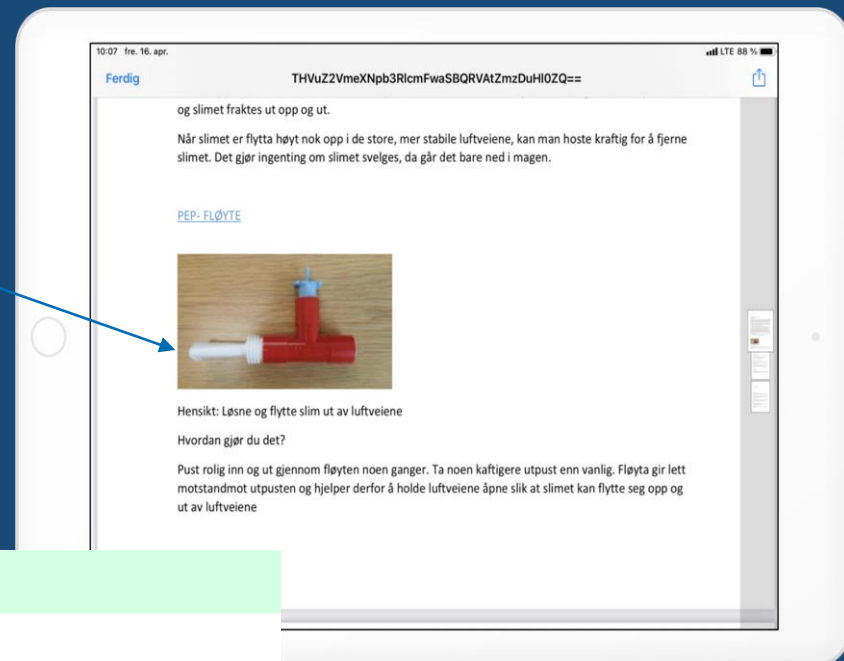 10:07 fre. 16. apr.
LTE 88 %
Ferdig
THVuZ2VmeXNpb3RlcmFwaSBQRVAtZmzDuHl0ZQ==
og slimet fraktes ut opp og ut.
Når slimet er flytta høyt nok opp i de store, mer stabile luftveiene, kan man hoste kraftig for å fjerne
slimet. Det gjør ingenting om slimet svelges, da går det bare ned i magen.
PEP- FLØYTE
Hensikt: Løsne og flytte slim ut av luftveiene
Hvordan gjør du det?
Pust rolig inn og ut gjennom fløyten noen ganger. Ta noen kaftigere utpust enn vanlig. Fløyta gir lett
motstandmot utpusten og hjelper derfor å holde luftveiene åpne slik at slimet kan flytte seg opp og
ut av luftveiene